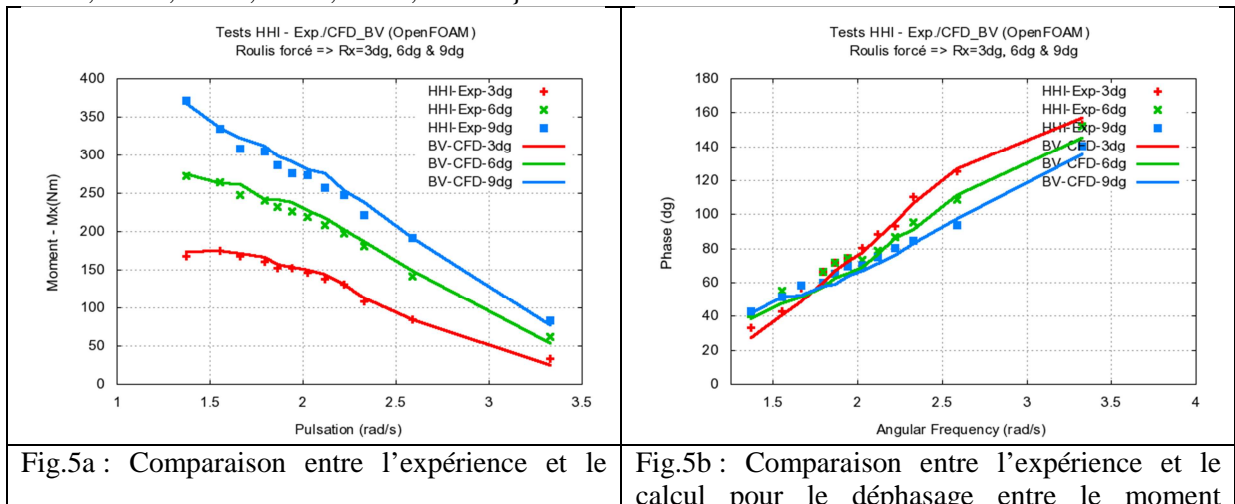 Tests HHI - Exp./CFD_BV (OpenFOAM)
Roulis forcé => Rx=3dg, 6dg & 9dg
400
350
300
250
200
150
100
50
0
Moment - Mx(Nm)
HHI-Exp-3dg
HHI-Exp-6dg
HHI-Exp-9dg
BV-CFD-3dg
BV-CFD-6dg
BV-CFD-9dg
1
1.5
2
2.5
3
3.5
Pulsation (rad/s)
Fig.5a : Comparaison entre l’expérience et le
Tests HHI - Exp./CFD_BV (OpenFOAM)
Roulis forcé => Rx=3dg, 6dg & 9dg
180
160
140
120
100
80
60
40
20
0
Phase (dg)
HHI-Exp-3dg
HHI-Exp-6dg
HHI-Exp-9dg
BV-CFD-3dg
BV-CFD-6dg
BV-CFD-9dg
1.5
2
2.5
3
3.5
4
Angular Frequency (rad/s)
Fig.5b : Comparaison entre l’expérience et le
calcul pour le déphasage entre le moment